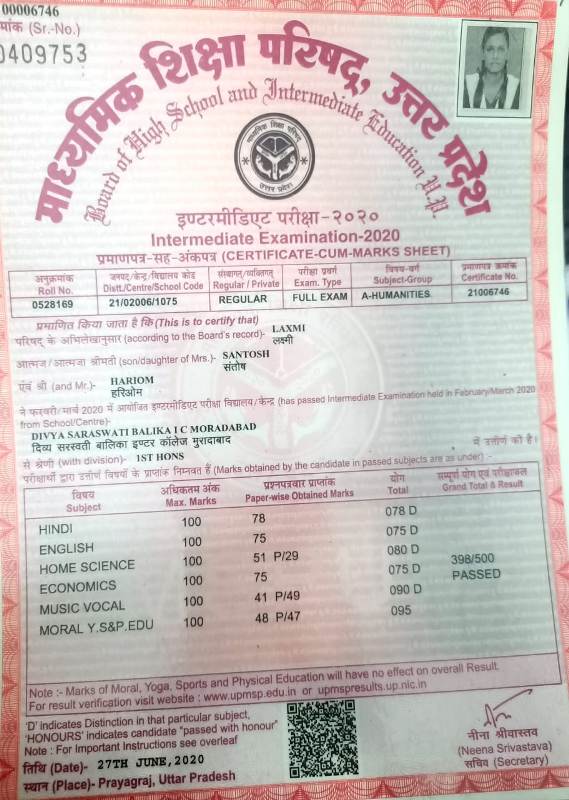 00006746
मांक (Sr.-No.)
0409753
माध्यमिक शिक्षा परिषद्, उत्तर प्रदेश
Board of High School and Intermediate Education U.P.
माध्यमिक शिक्षा परिषद्
उत्तर प्रदेश
इण्टरमीडिएट परीक्षा-२०२०
Intermediate Examination-2020
प्रमाणपत्र-सह-अंकपत्र (CERTIFICATE-CUM-MARKS SHEET)
अनुक्रमांक जनपद/केन्द्र/विद्यालय कोड संस्थागत/व्यक्तिगत परीक्षा प्रवर्ग विषय-वर्ग प्रमाणपत्र क्रमांक
Roll No. Distt./Centre/School Code Regular / Private Exam. Type Subject-Group Certificate No.
0528169 21/02006/1075 REGULAR FULL EXAM A-HUMANITIES 21006746
प्रमाणित किया जाता है कि (This is to certify that)
परिषद् के अभिलेखानुसार (according to the Board's record)- LAXMI
लक्ष्मी
आत्मज/आत्मजा श्रीमती (son/daughter of Mrs.)- SANTOSH
संतोष
एवं श्री (and Mr.)- HARIOM
हरिओम
ने फरवरी/मार्च 2020 में आयोजित इण्टरमीडिएट परीक्षा विद्यालय/केन्द्र (has passed Intermediate Examination held in February/March 2020
from School/Centre)-
DIVYA SARASWATI BALIKA I C MORADABAD
दिव्य सरस्वती बालिका इण्टर कॉलेज मुरादाबाद में उत्तीर्ण की है।
से श्रेणी (with division)- 1ST HONS
परीक्षार्थी द्वारा उत्तीर्ण विषयों के प्राप्तांक निम्नवत् हैं (Marks obtained by the candidate in passed subjects are as under) :-
विषय अधिकतम अंक प्रश्नपत्रवार प्राप्तांक योग सम्पूर्ण योग एवं परीक्षाफल
Subject Max. Marks Paper-wise Obtained Marks Total Grand Total & Result
HINDI 100 78 078 D
ENGLISH 100 75 075 D
HOME SCIENCE 100 51 P/29 080 D 398/500
ECONOMICS 100 75 075 D PASSED
MUSIC VOCAL 100 41 P/49 090 D
MORAL Y.S&P.EDU 100 48 P/47 095
Note :- Marks of Moral, Yoga, Sports and Physical Education will have no effect on overall Result.
For result verification visit website : www.upmsp.edu.in or upmspresults.up.nic.in
'D' indicates Distinction in that particular subject,
'HONOURS' indicates candidate "passed with honour"
Note : For Important Instructions see overleaf
तिथि (Date)- 27TH JUNE,2020
स्थान (Place)- Prayagraj, Uttar Pradesh
नीना श्रीवास्तव
(Neena Srivastava)
सचिव (Secretary)